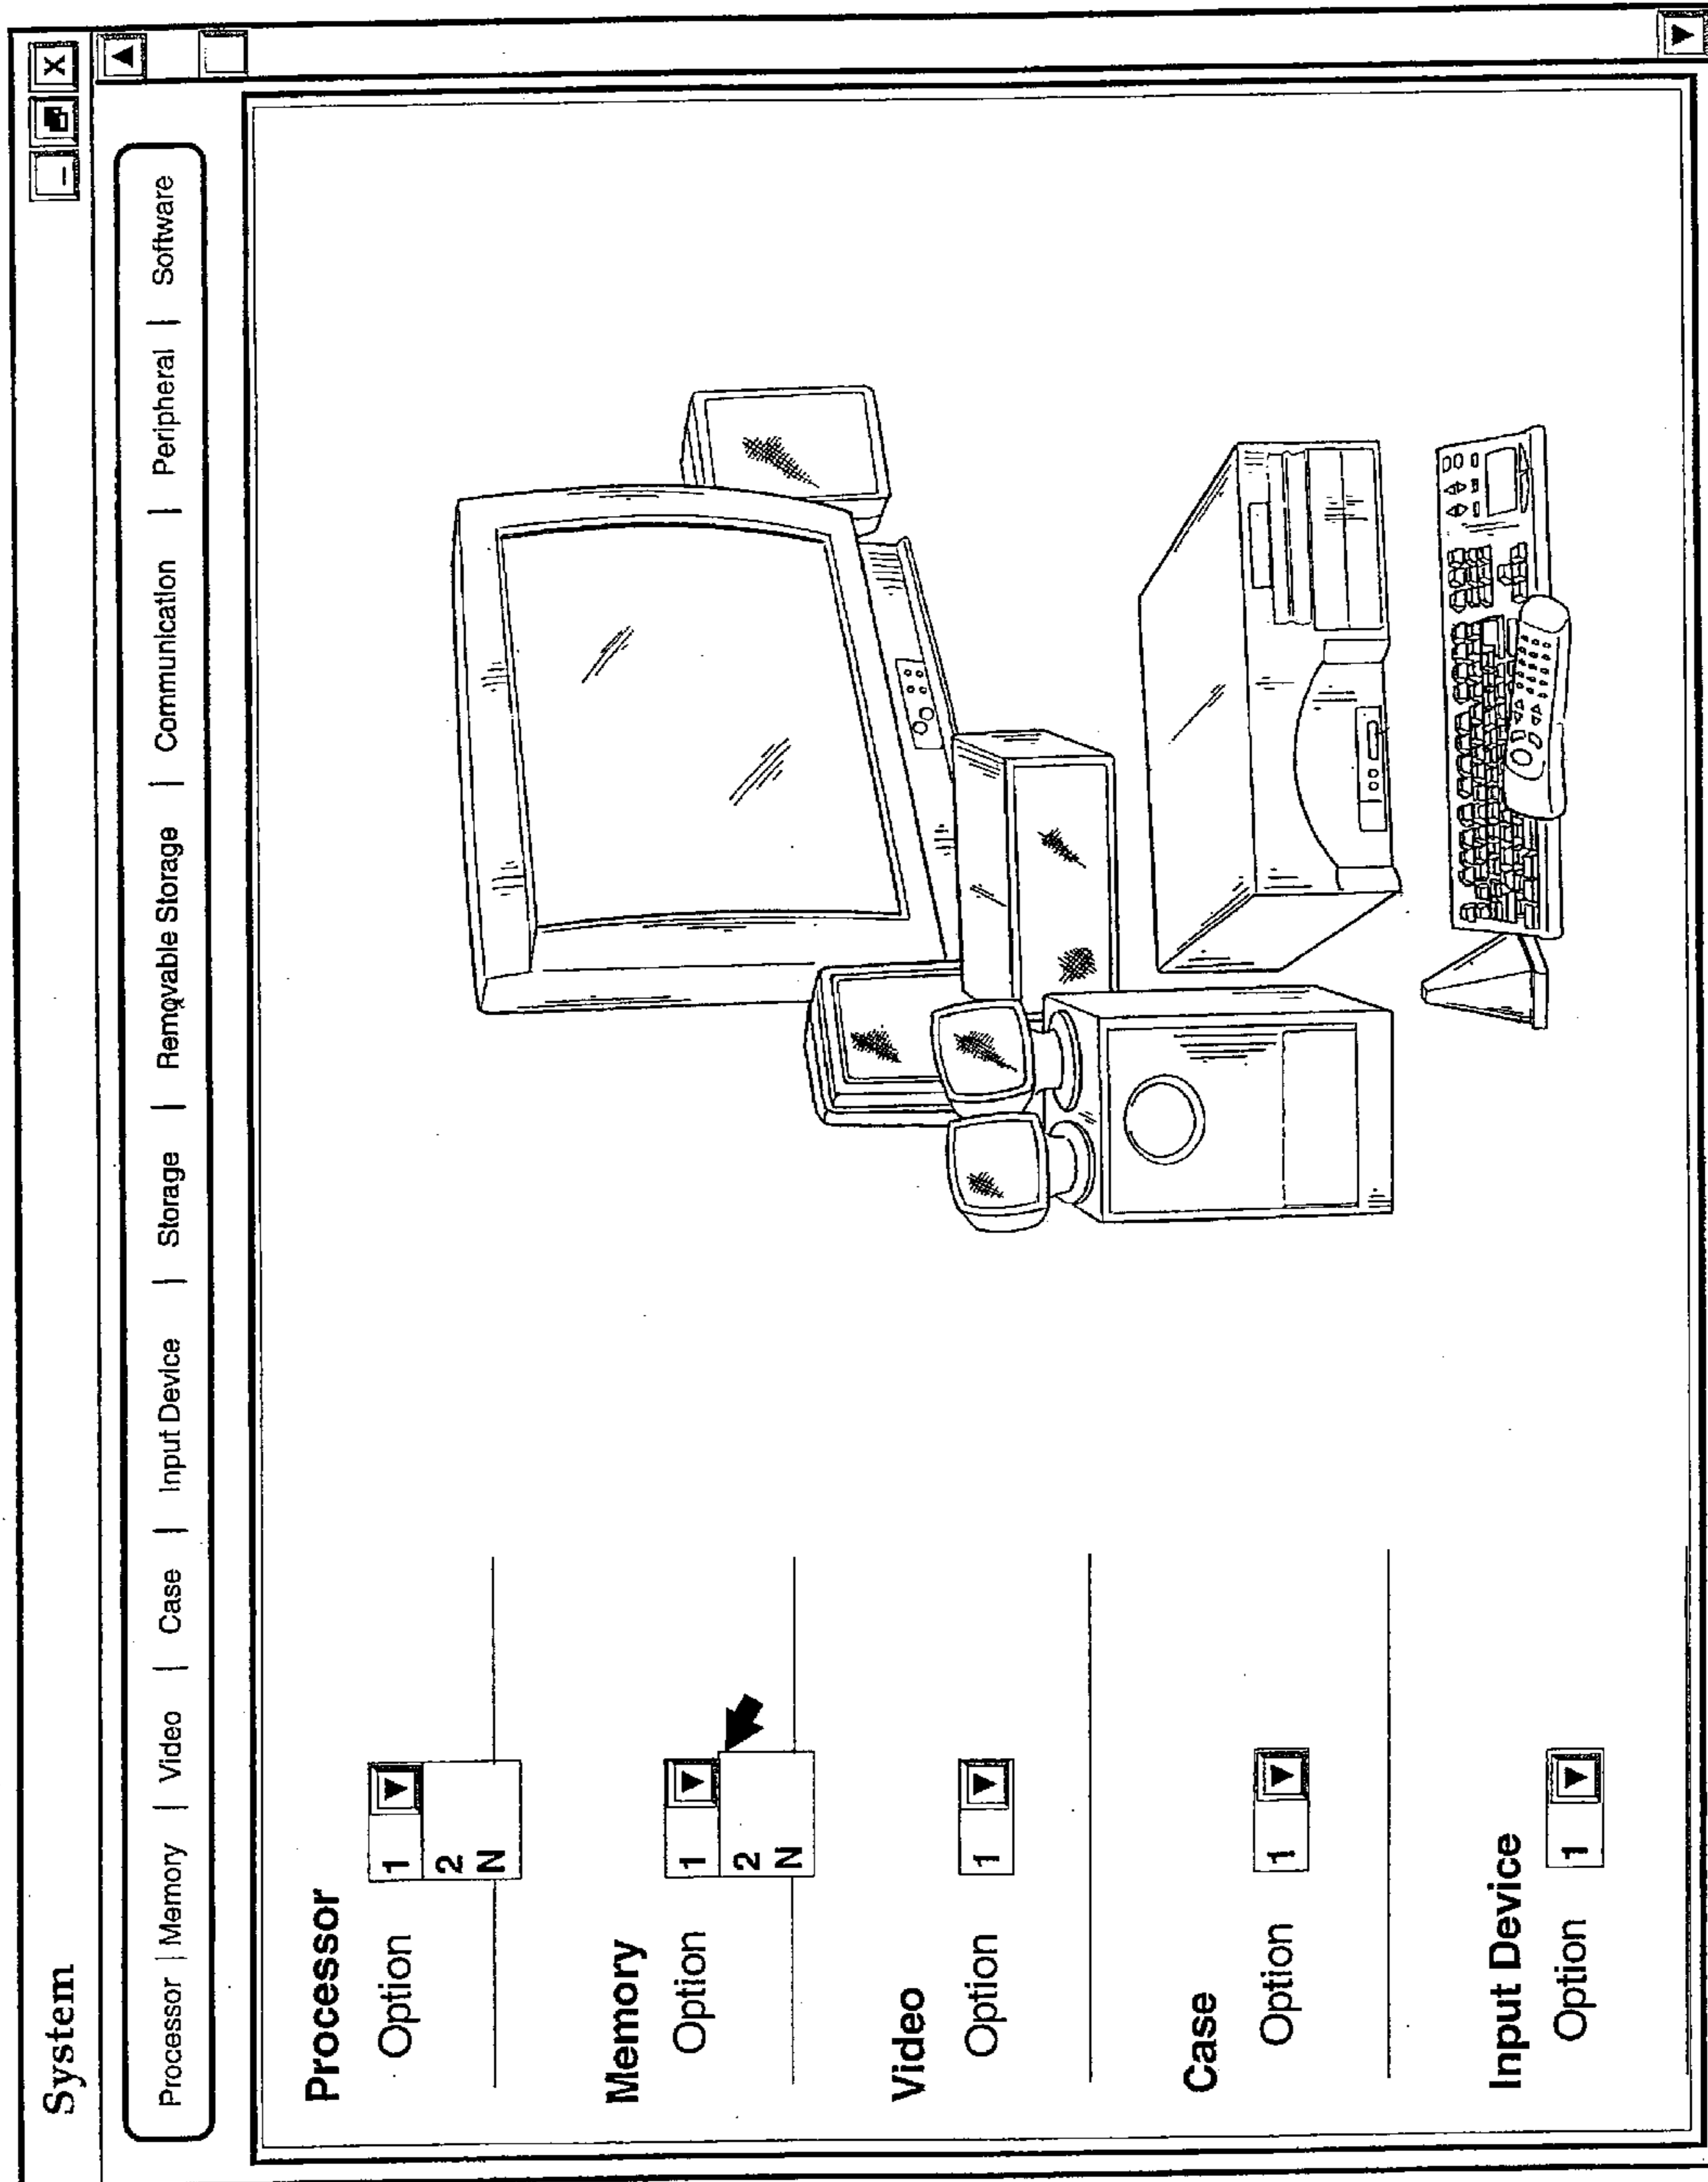 System
X
Processor | Memory | Video | Case | Input Device | Storage | Removable Storage | Communication | Peripheral | Software
Processor
Option 1
2
N
Memory
Option 1
2
N
Video
Option 1
Case
Option 1
Input Device
Option 1